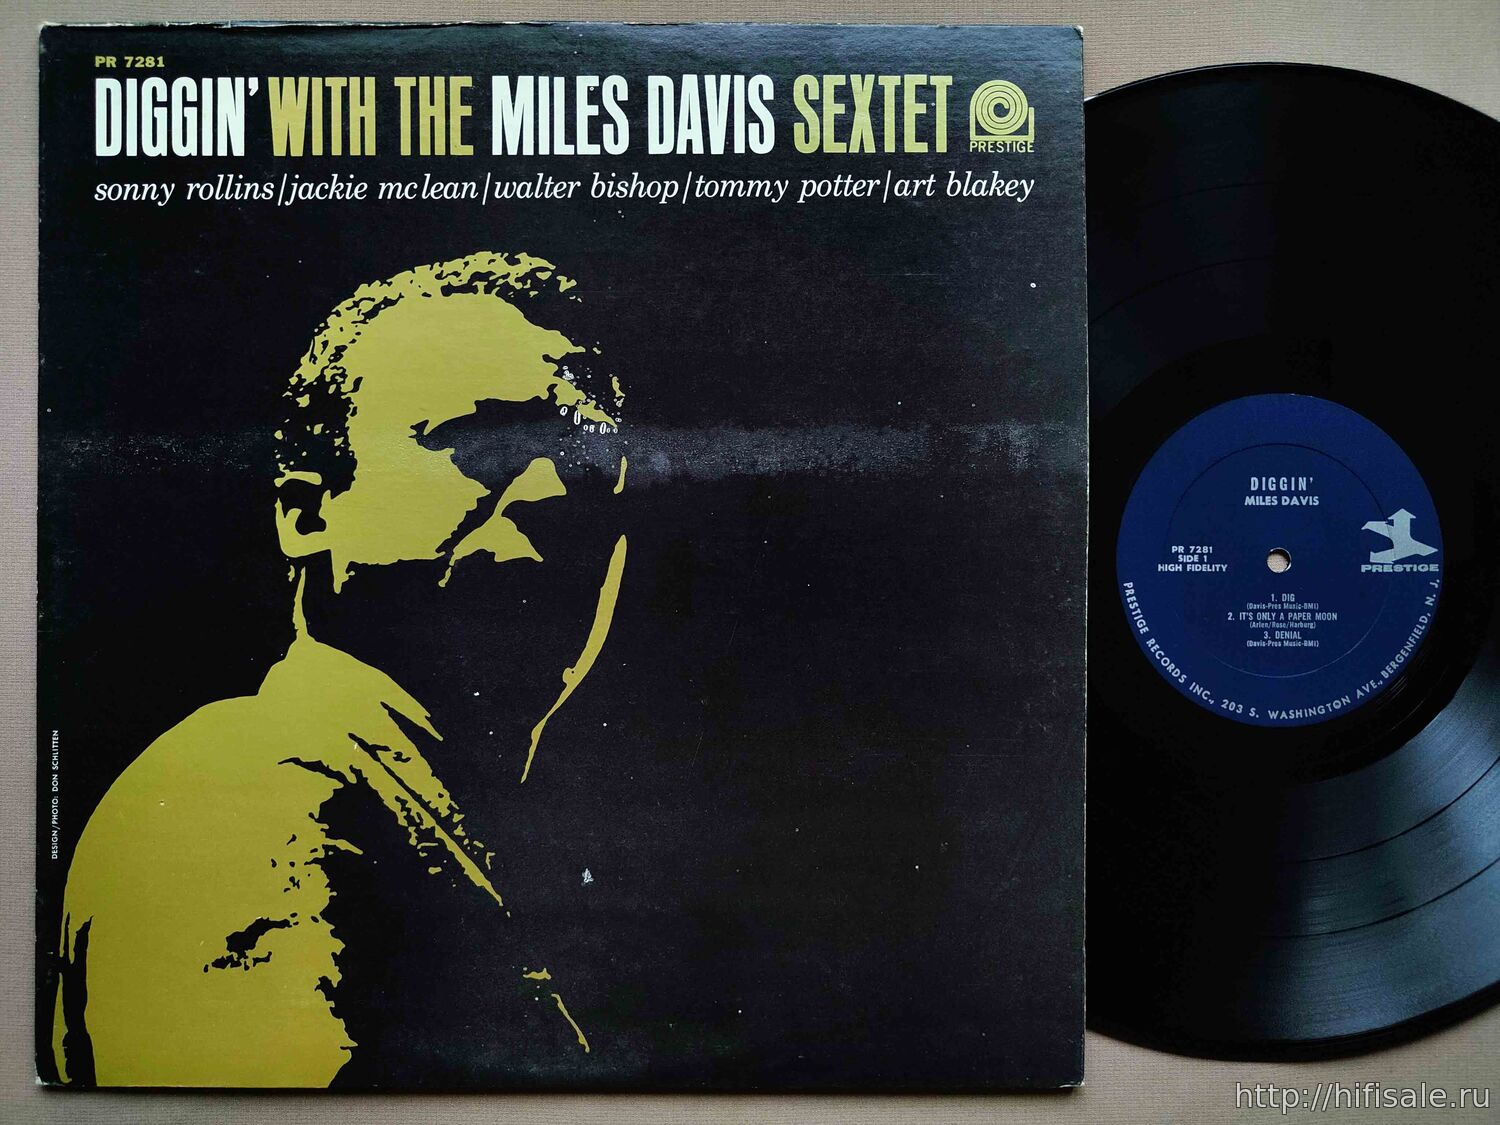 PR 7281
DIGGIN' WITH THE MILES DAVIS SEXTET
PRESTIGE
sonny rollins/jackie mclean/walter bishop/tommy potter/art blakey
DESIGN/PHOTO: DON SCHLITTEN
DIGGIN'
MILES DAVIS
PR 7281
SIDE 1
HIGH FIDELITY
PRESTIGE
1. DIG
(Davis-Pres Music-BMI)
2. IT'S ONLY A PAPER MOON
(Arlen/Rose/Harburg)
3. DENIAL
(Davis-Pres Music-BMI)
PRESTIGE RECORDS INC., 203 S. WASHINGTON AVE., BERGENFIELD, N. J.
http://hifisale.ru